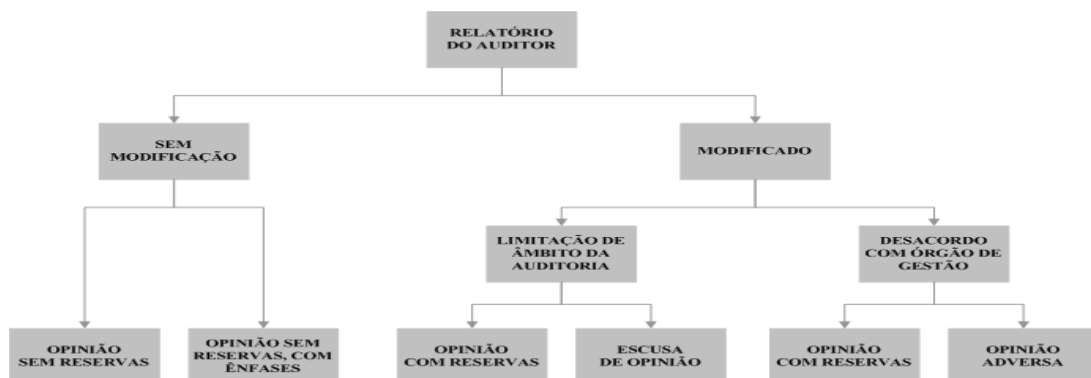 RELATÓRIO
DO AUDITOR
SEM
MODIFICAÇÃO
MODIFICADO
LIMITAÇÃO DE
ÂMBITO DA
AUDITORIA
DESACORDO
COM ÓRGÃO DE
GESTÃO
OPINIÃO
SEM RESERVAS
OPINIÃO SEM
RESERVAS, COM
ÊNFASES
OPINIÃO
COM RESERVAS
ESCUSA
DE OPINIÃO
OPINIÃO
COM RESERVAS
OPINIÃO
ADVERSA